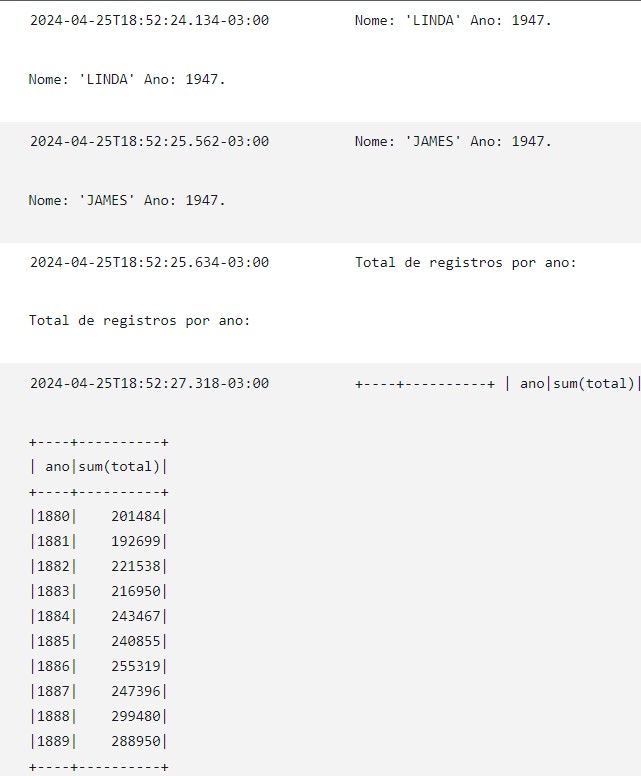 2024-04-25T18:52:24.134-03:00 Nome: 'LINDA' Ano: 1947.
Nome: 'LINDA' Ano: 1947.
2024-04-25T18:52:25.562-03:00 Nome: 'JAMES' Ano: 1947.
Nome: 'JAMES' Ano: 1947.
2024-04-25T18:52:25.634-03:00 Total de registros por ano:
Total de registros por ano:
2024-04-25T18:52:27.318-03:00 +----+----------+ | ano|sum(total)|
+----+----------+
| ano|sum(total)|
+----+----------+
|1880|    201484|
|1881|    192699|
|1882|    221538|
|1883|    216950|
|1884|    243467|
|1885|    240855|
|1886|    255319|
|1887|    247396|
|1888|    299480|
|1889|    288950|
+----+----------+